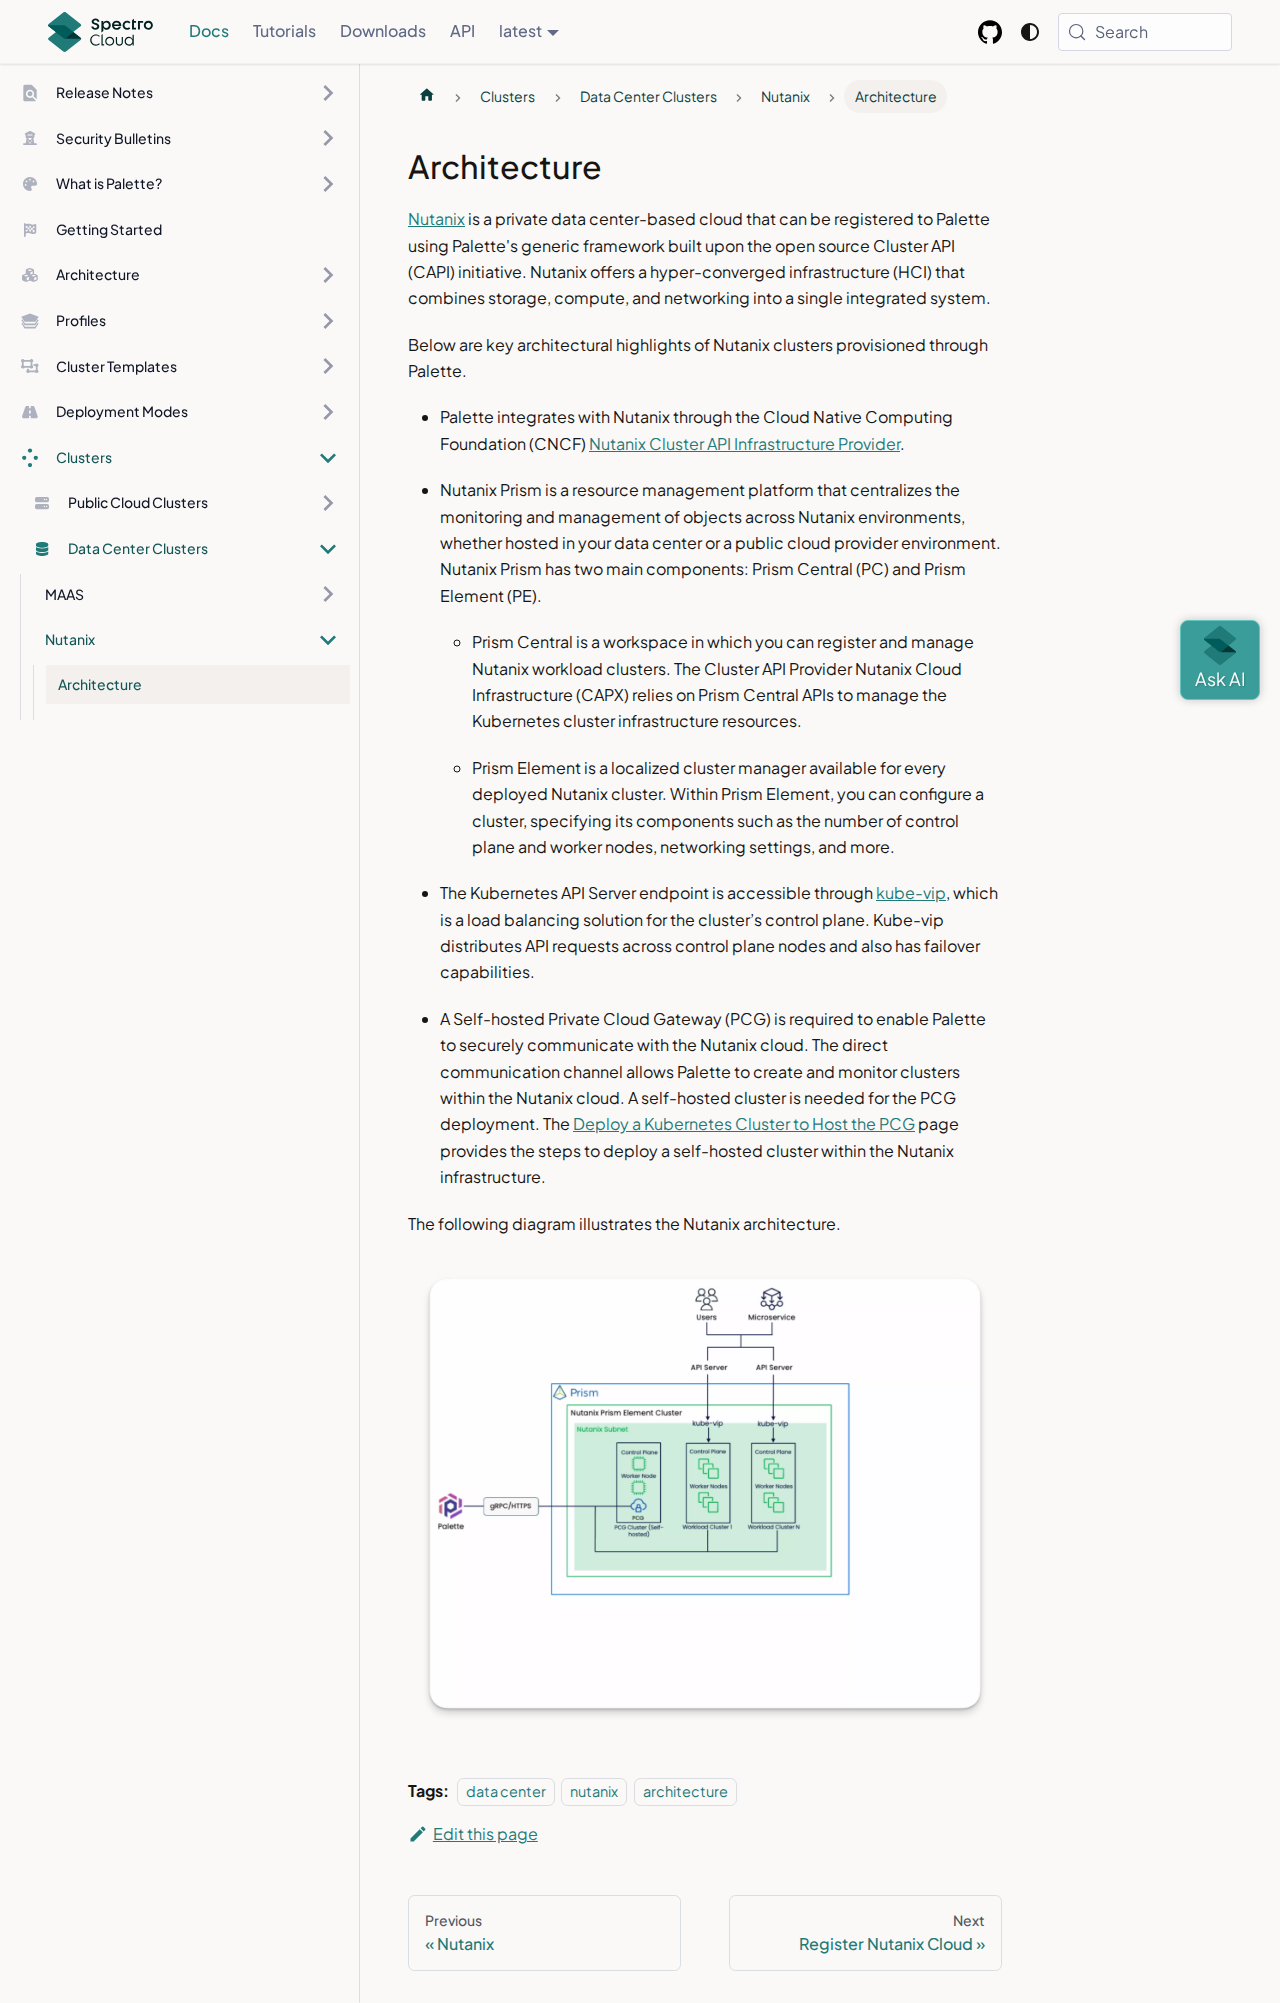 Spectro Cloud
Docs
Tutorials
Downloads
API
latest
Search
Release Notes
Security Bulletins
What is Palette?
Getting Started
Architecture
Profiles
Cluster Templates
Deployment Modes
Clusters
Public Cloud Clusters
Data Center Clusters
MAAS
Nutanix
Architecture
Clusters
Data Center Clusters
Nutanix
Architecture
Architecture
Nutanix is a private data center-based cloud that can be registered to Palette
using Palette's generic framework built upon the open source Cluster API
(CAPI) initiative. Nutanix offers a hyper-converged infrastructure (HCI) that
combines storage, compute, and networking into a single integrated system.
Below are key architectural highlights of Nutanix clusters provisioned through
Palette.
Palette integrates with Nutanix through the Cloud Native Computing
Foundation (CNCF) Nutanix Cluster API Infrastructure Provider.
Nutanix Prism is a resource management platform that centralizes the
monitoring and management of objects across Nutanix environments,
whether hosted in your data center or a public cloud provider environment.
Nutanix Prism has two main components: Prism Central (PC) and Prism
Element (PE).
Prism Central is a workspace in which you can register and manage
Nutanix workload clusters. The Cluster API Provider Nutanix Cloud
Infrastructure (CAPX) relies on Prism Central APIs to manage the
Kubernetes cluster infrastructure resources.
Prism Element is a localized cluster manager available for every
deployed Nutanix cluster. Within Prism Element, you can configure a
cluster, specifying its components such as the number of control
plane and worker nodes, networking settings, and more.
The Kubernetes API Server endpoint is accessible through kube-vip, which
is a load balancing solution for the cluster's control plane. Kube-vip
distributes API requests across control plane nodes and also has failover
capabilities.
A Self-hosted Private Cloud Gateway (PCG) is required to enable Palette
to securely communicate with the Nutanix cloud. The direct
communication channel allows Palette to create and monitor clusters
within the Nutanix cloud. A self-hosted cluster is needed for the PCG
deployment. The Deploy a Kubernetes Cluster to Host the PCG page
provides the steps to deploy a self-hosted cluster within the Nutanix
infrastructure.
The following diagram illustrates the Nutanix architecture.
Users
Microservice
API Server
API Server
Prism
Nutanix Prism Element Cluster
kube-vip
kube-vip
Nutanix Subnet
Control Plane
Control Plane
Control Plane
Worker Node
Worker Nodes
Worker Nodes
gRPC/HTTPS
Palette
PCG
PCG Cluster (Self-
hosted)
Workload Cluster 1
Workload Cluster N
Ask AI
Tags:
data center
nutanix
architecture
Edit this page
Previous
« Nutanix
Next
Register Nutanix Cloud »